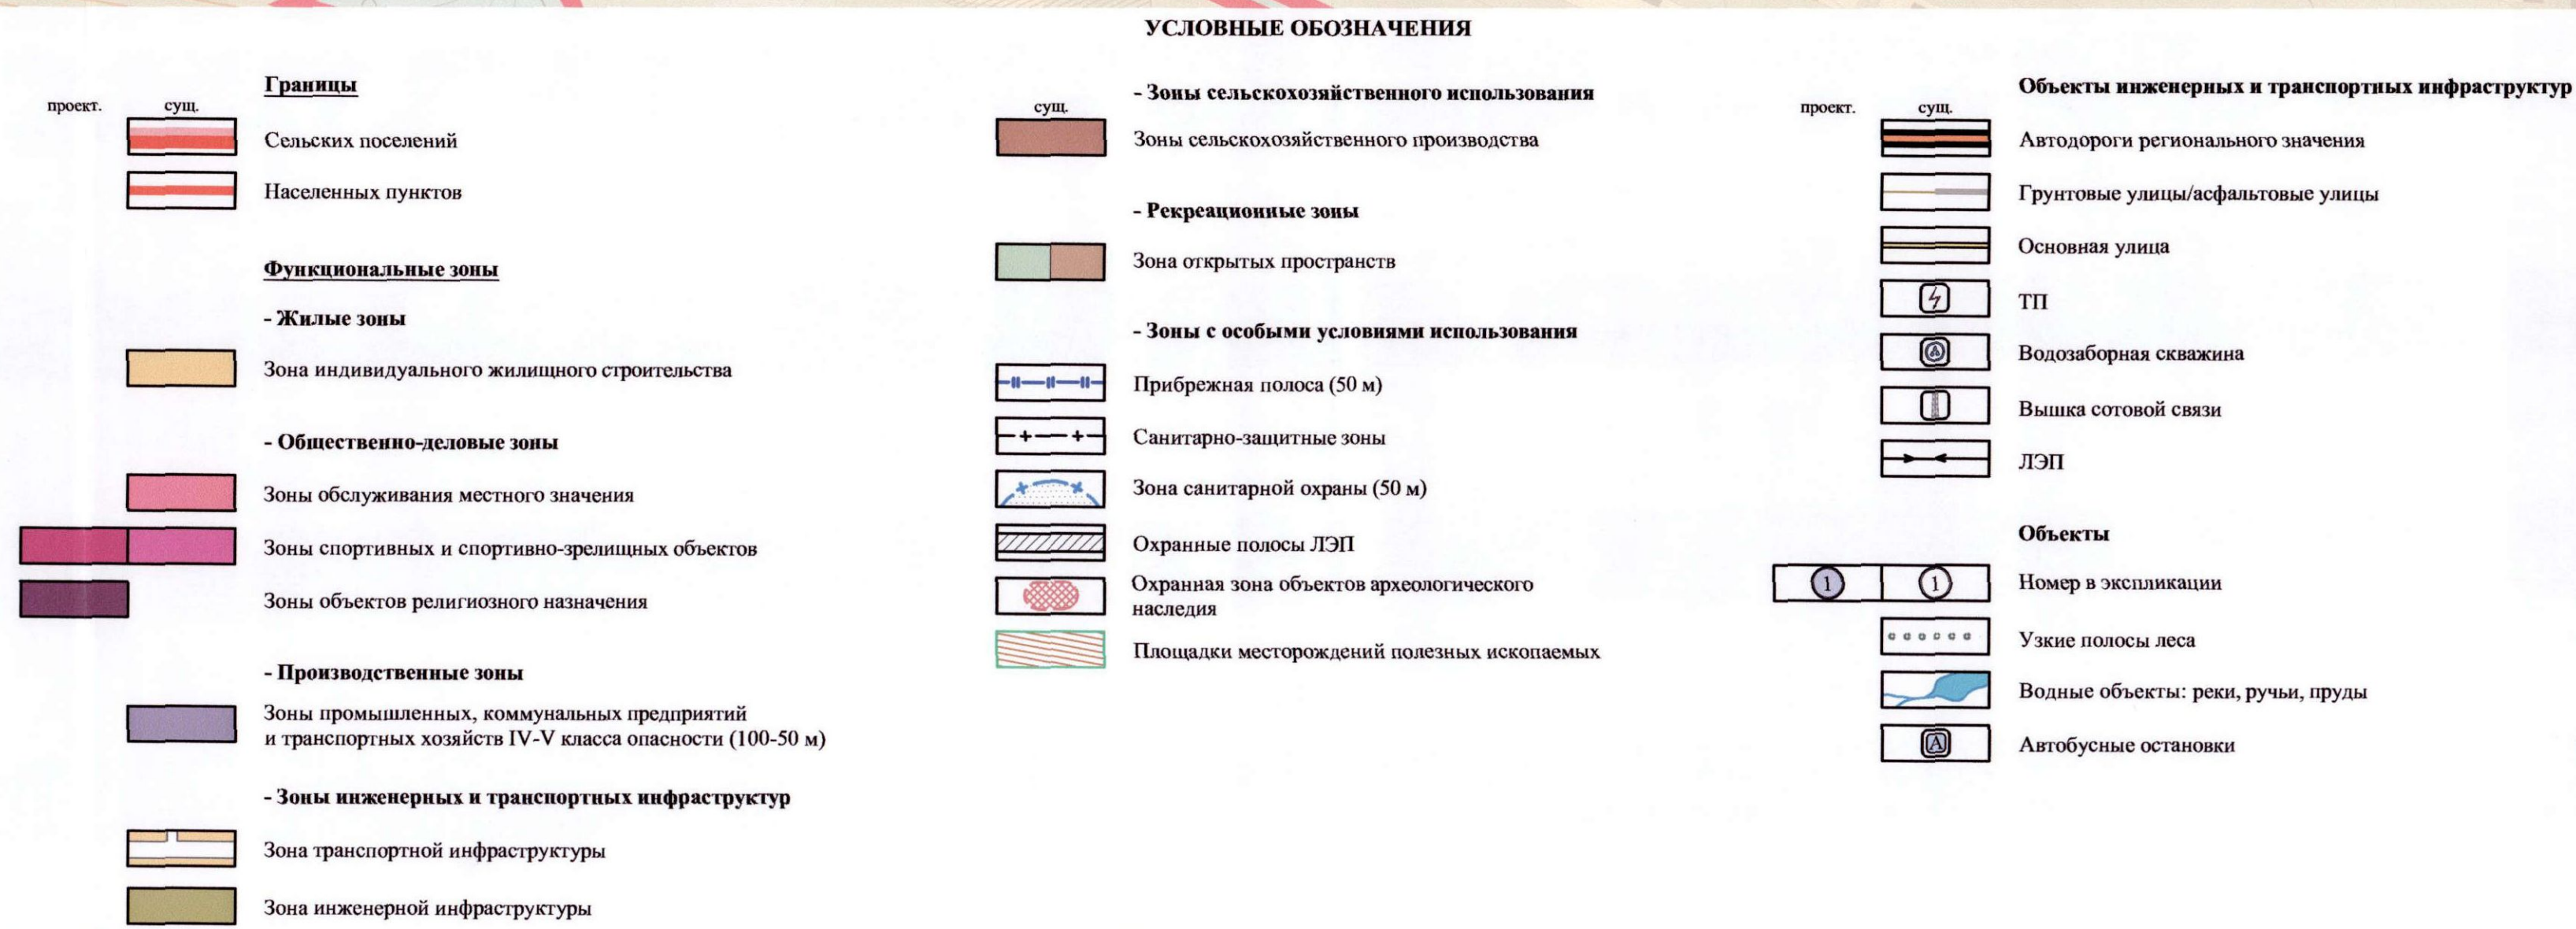 УСЛОВНЫЕ ОБОЗНАЧЕНИЯ
Границы
проект.
сущ.
Сельских поселений
Населенных пунктов
Функциональные зоны
- Жилые зоны
Зона индивидуального жилищного строительства
- Общественно-деловые зоны
Зоны обслуживания местного значения
Зоны спортивных и спортивно-зрелищных объектов
Зоны объектов религиозного назначения
- Производственные зоны
Зоны промышленных, коммунальных предприятий
и транспортных хозяйств IV-V класса опасности (100-50 м)
- Зоны инженерных и транспортных инфраструктур
Зона транспортной инфраструктуры
Зона инженерной инфраструктуры
- Зоны сельскохозяйственного использования
сущ.
Зоны сельскохозяйственного производства
- Рекреационные зоны
Зона открытых пространств
- Зоны с особыми условиями использования
Прибрежная полоса (50 м)
Санитарно-защитные зоны
Зона санитарной охраны (50 м)
Охранные полосы ЛЭП
Охранная зона объектов археологического
наследия
Площадки месторождений полезных ископаемых
Объекты инженерных и транспортных инфраструктур
проект.
сущ.
Автодороги регионального значения
Грунтовые улицы/асфальтовые улицы
Основная улица
ТП
Водозаборная скважина
Вышка сотовой связи
ЛЭП
Объекты
1
1
Номер в экспликации
Узкие полосы леса
Водные объекты: реки, ручьи, пруды
А
Автобусные остановки